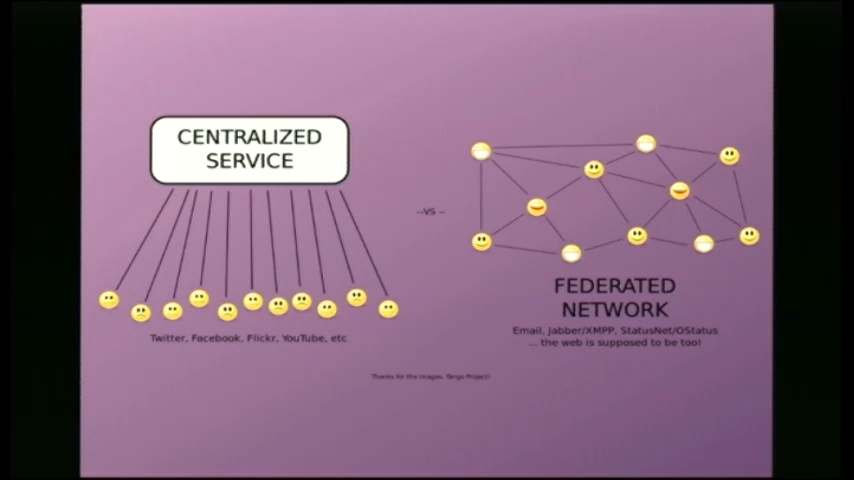 CENTRALIZED
SERVICE
Twitter, Facebook, Flickr, YouTube, etc
--VS --
FEDERATED
NETWORK
Email, Jabber/XMPP, StatusNet/OStatus
... the web is supposed to be too!
Thanks for the images, Tango Project!